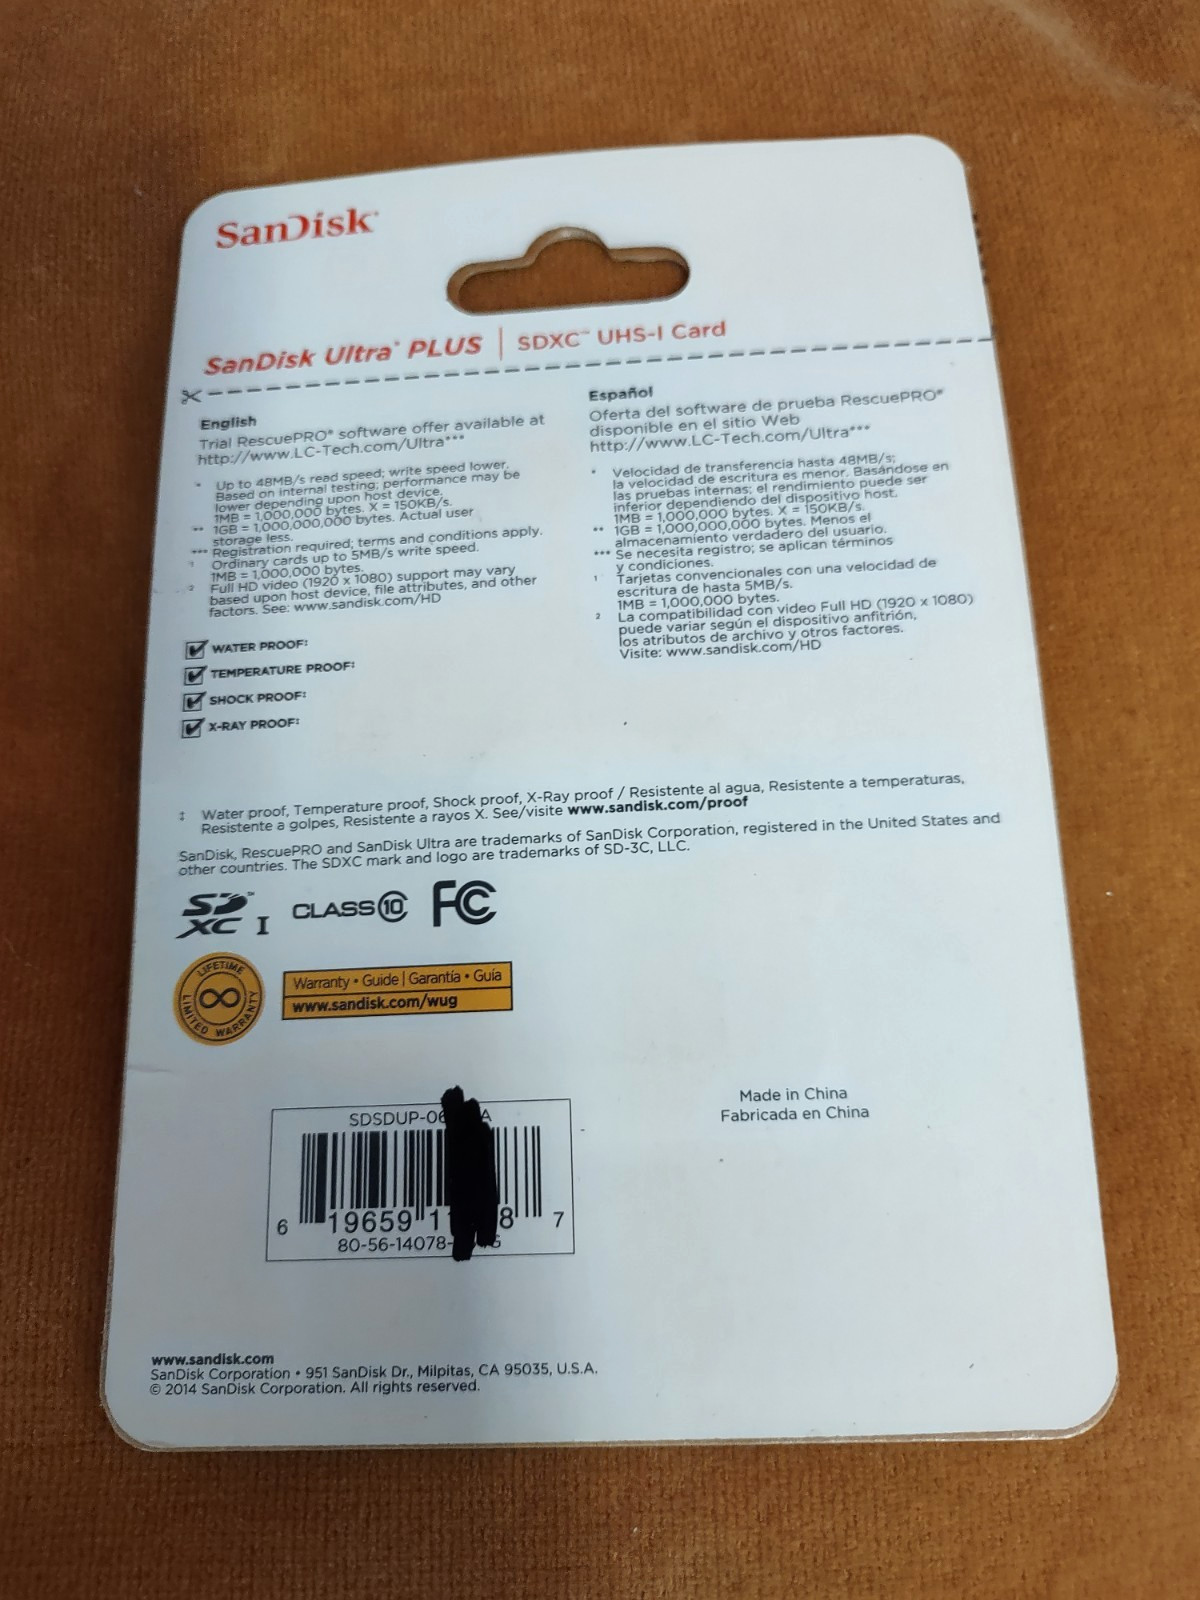 SanDisk®
SanDisk Ultra® PLUS | SDXC™ UHS-I Card
English
Trial RescuePRO® software offer available at
http://www.LC-Tech.com/Ultra***
* Up to 48MB/s read speed; write speed lower.
Based on internal testing; performance may be
lower depending upon host device.
1MB = 1,000,000 bytes. X = 150KB/s.
** 1GB = 1,000,000,000 bytes. Actual user
storage less.
*** Registration required; terms and conditions apply.
1 Ordinary cards up to 5MB/s write speed.
1MB = 1,000,000 bytes.
2 Full HD video (1920 x 1080) support may vary
based upon host device, file attributes, and other
factors. See: www.sandisk.com/HD
WATER PROOF‡
TEMPERATURE PROOF‡
SHOCK PROOF‡
X-RAY PROOF‡
Español
Oferta del software de prueba RescuePRO®
disponible en el sitio Web
http://www.LC-Tech.com/Ultra***
* Velocidad de transferencia hasta 48MB/s;
la velocidad de escritura es menor. Basándose en
las pruebas internas; el rendimiento puede ser
inferior dependiendo del dispositivo host.
1MB = 1,000,000 bytes. X = 150KB/s.
** 1GB = 1,000,000,000 bytes. Menos el
almacenamiento verdadero del usuario.
*** Se necesita registro; se aplican términos
y condiciones.
1 Tarjetas convencionales con una velocidad de
escritura de hasta 5MB/s.
1MB = 1,000,000 bytes.
2 La compatibilidad con video Full HD (1920 x 1080)
puede variar según el dispositivo anfitrión,
los atributos de archivo y otros factores.
Visite: www.sandisk.com/HD
‡ Water proof, Temperature proof, Shock proof, X-Ray proof / Resistente al agua, Resistente a temperaturas,
Resistente a golpes, Resistente a rayos X. See/visite www.sandisk.com/proof
SanDisk, RescuePRO and SanDisk Ultra are trademarks of SanDisk Corporation, registered in the United States and
other countries. The SDXC mark and logo are trademarks of SD-3C, LLC.
SD XC™ I CLASS 10 FC
LIFETIME LIMITED WARRANTY
Warranty • Guide | Garantía • Guía
www.sandisk.com/wug
Made in China
Fabricada en China
SDSDUP-06 A
6 19659 1 8 7
80-56-14078- G
www.sandisk.com
SanDisk Corporation • 951 SanDisk Dr., Milpitas, CA 95035, U.S.A.
© 2014 SanDisk Corporation. All rights reserved.